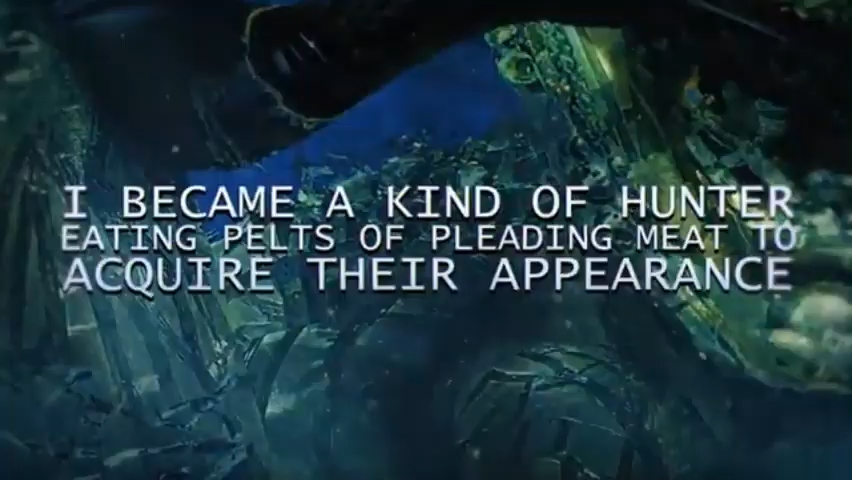 I BECAME A KIND OF HUNTER
EATING PELTS OF PLEADING MEAT TO
ACQUIRE THEIR APPEARANCE